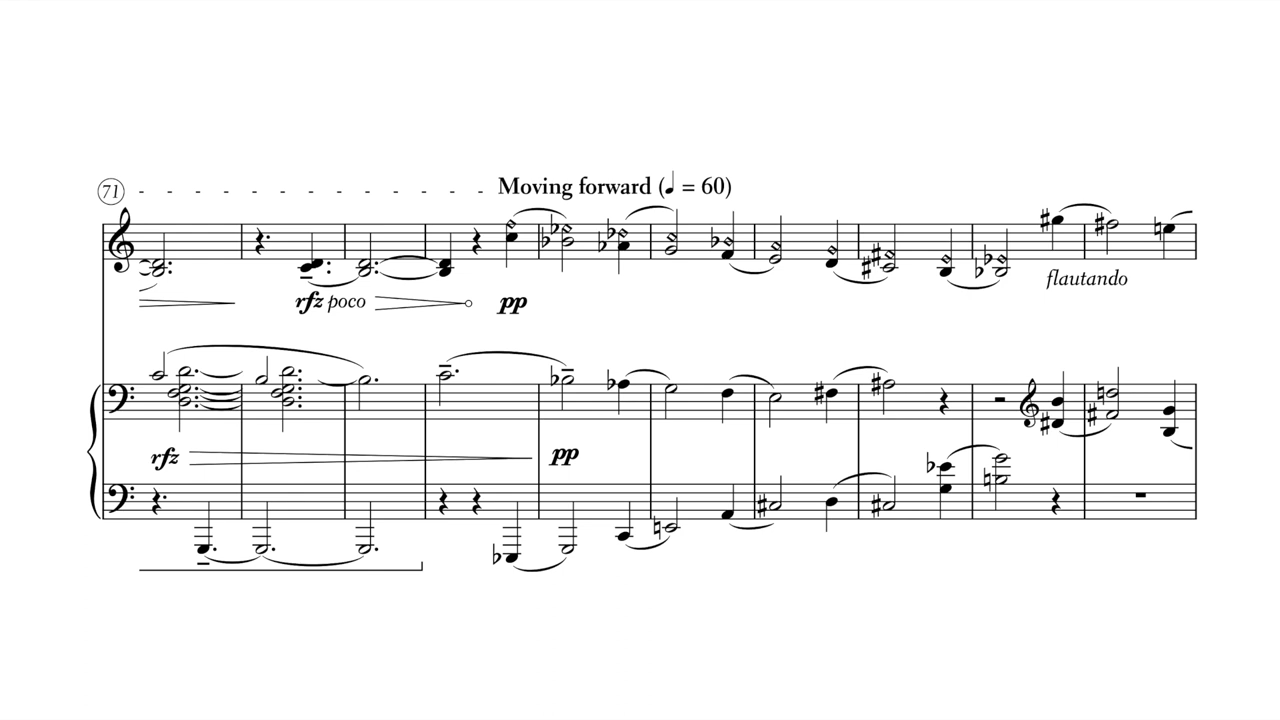 71 - - - - - - - - - - - - - Moving forward (♩ = 60)
rfz poco pp flautando
rfz pp